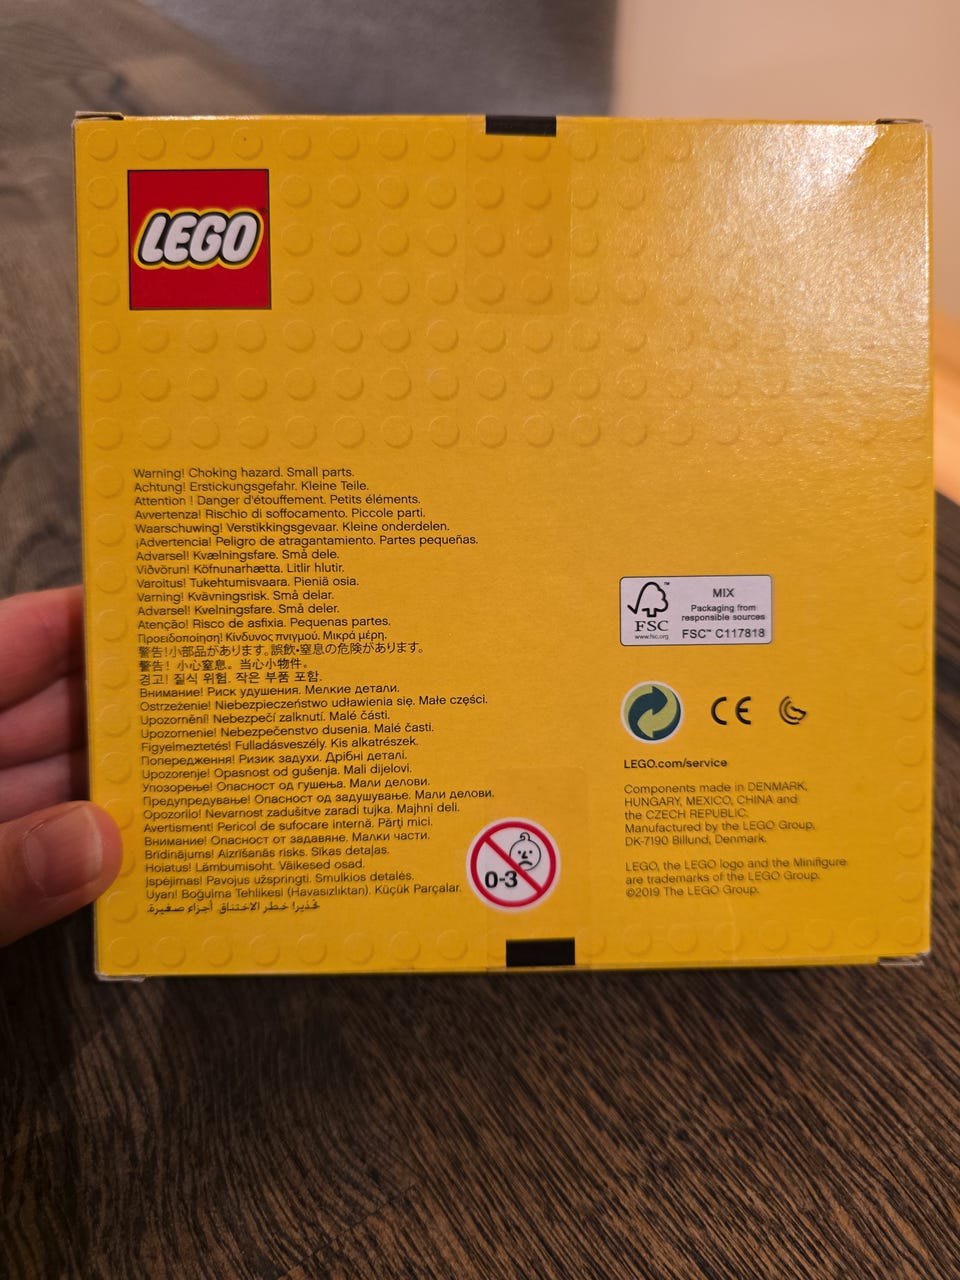 LEGO
Warning! Choking hazard. Small parts.
Achtung! Erstickungsgefahr. Kleine Teile.
Attention ! Danger d'étouffement. Petits éléments.
Avvertenza! Rischio di soffocamento. Piccole parti.
Waarschuwing! Verstikkingsgevaar. Kleine onderdelen.
¡Advertencia! Peligro de atragantamiento. Partes pequeñas.
Advarsel! Kvælningsfare. Små dele.
Viðvörun! Köfnunarhætta. Litlir hlutir.
Varoitus! Tukehtumisvaara. Pieniä osia.
Varning! Kvävningsrisk. Små delar.
Advarsel! Kvelningsfare. Små deler.
Atenção! Risco de asfixia. Pequenas partes.
Προειδοποίηση! Κίνδυνος πνιγμού. Μικρά μέρη.
警告!小部品があります。誤飲・窒息の危険があります。
警告! 小心窒息。当心小物件。
경고! 질식 위험. 작은 부품 포함.
Внимание! Риск удушения. Мелкие детали.
Ostrzeżenie! Niebezpieczeństwo udławienia się. Małe części.
Upozornění! Nebezpečí zalknutí. Malé části.
Upozornenie! Nebezpečenstvo dusenia. Malé časti.
Figyelmeztetés! Fulladásveszély. Kis alkatrészek.
Попередження! Ризик задухи. Дрібні деталі.
Upozorenje! Opasnost od gušenja. Mali dijelovi.
Упозорење! Опасност од гушења. Мали делови.
Предупредување! Опасност од задушување. Мали делови.
Opozorilo! Nevarnost zadušitve zaradi tujka. Majhni deli.
Avertisment! Pericol de sufocare internă. Părţi mici.
Внимание! Опасност от задавяне. Малки части.
Brīdinājums! Aizrīšanās risks. Sīkas detaļas.
Hoiatus! Lämbumisoht. Väikesed osad.
Įspėjimas! Pavojus užspringti. Smulkios detalės.
Uyarı! Boğulma Tehlikesi (Havasızlıktan). Küçük Parçalar.
تحذير! خطر الاختناق. أجزاء صغيرة.
0-3
FSC™
www.fsc.org
MIX
Packaging from
responsible sources
FSC™ C117818
CE
LEGO.com/service
Components made in DENMARK,
HUNGARY, MEXICO, CHINA and
the CZECH REPUBLIC.
Manufactured by the LEGO Group,
DK-7190 Billund, Denmark.
LEGO, the LEGO logo and the Minifigure
are trademarks of the LEGO Group.
©2019 The LEGO Group.